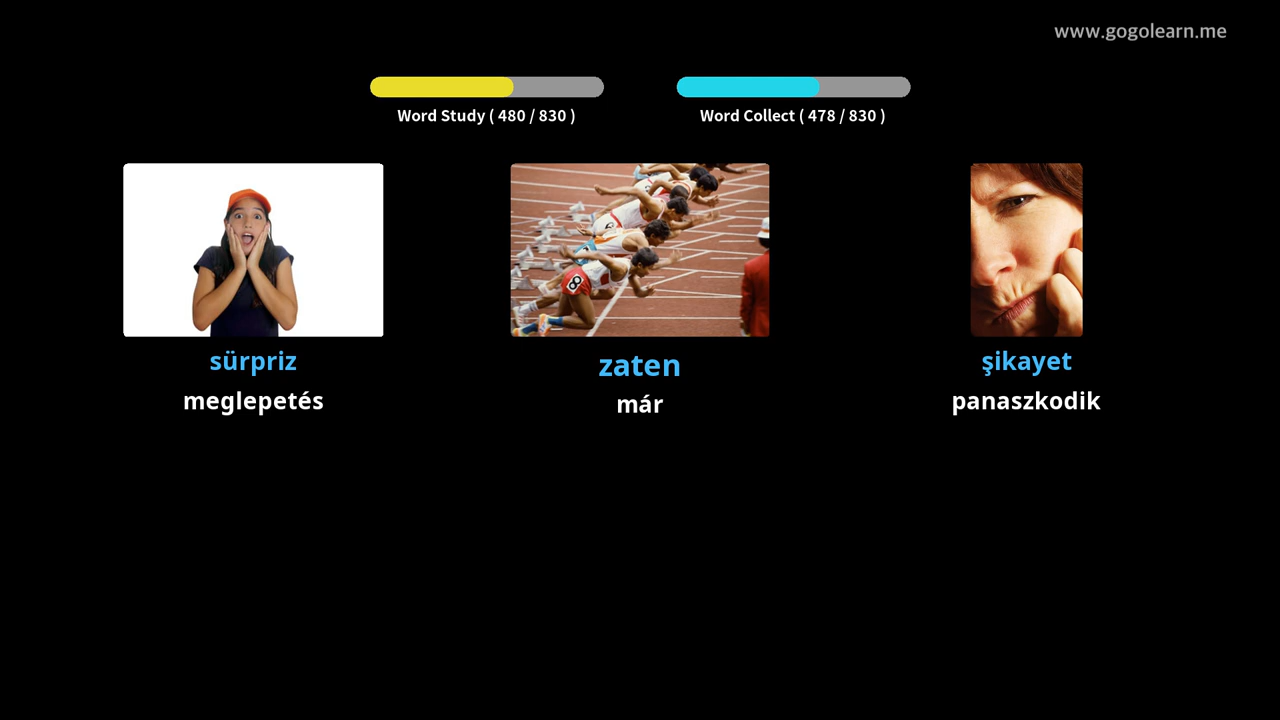 www.gogolearn.me
Word Study ( 480 / 830 )
Word Collect ( 478 / 830 )
sürpriz
meglepetés
zaten
már
şikayet
panaszkodik